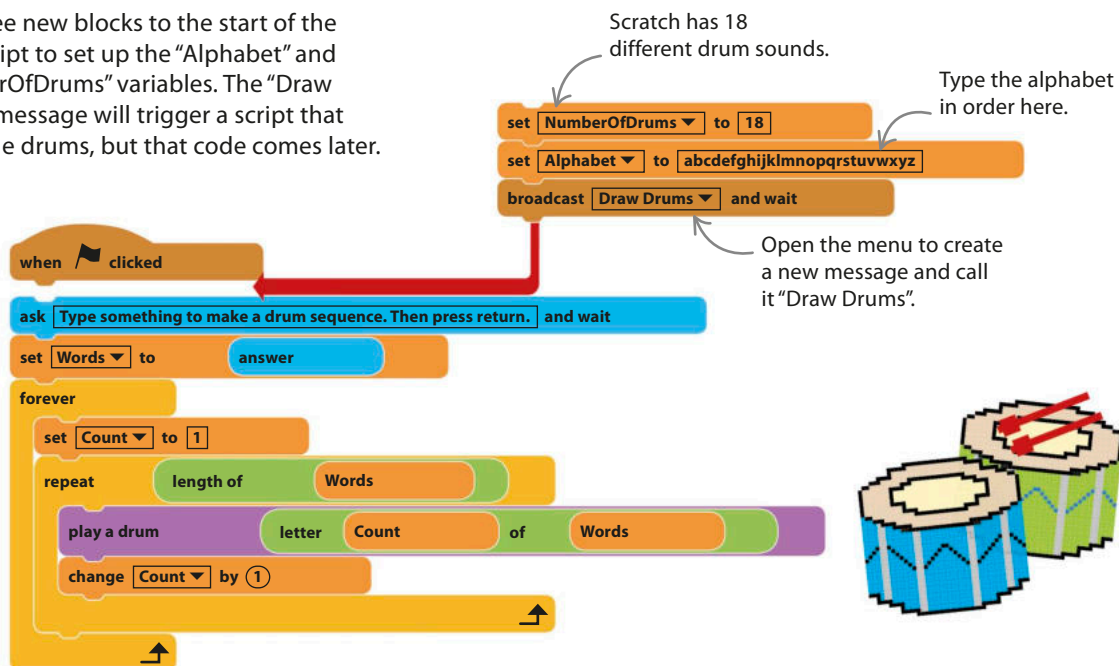 ee new blocks to the start of the
ipt to set up the “Alphabet” and
rOfDrums” variables. The “Draw
message will trigger a script that
e drums, but that code comes later.
Scratch has 18
different drum sounds.
Type the alphabet
in order here.
set NumberOfDrums to 18
set Alphabet to abcdefghijklmnopqrstuvwxyz
broadcast Draw Drums and wait
Open the menu to create
a new message and call
it “Draw Drums”.
when clicked
ask Type something to make a drum sequence. Then press return. and wait
set Words to answer
forever
set Count to 1
repeat length of Words
play a drum letter Count of Words
change Count by 1